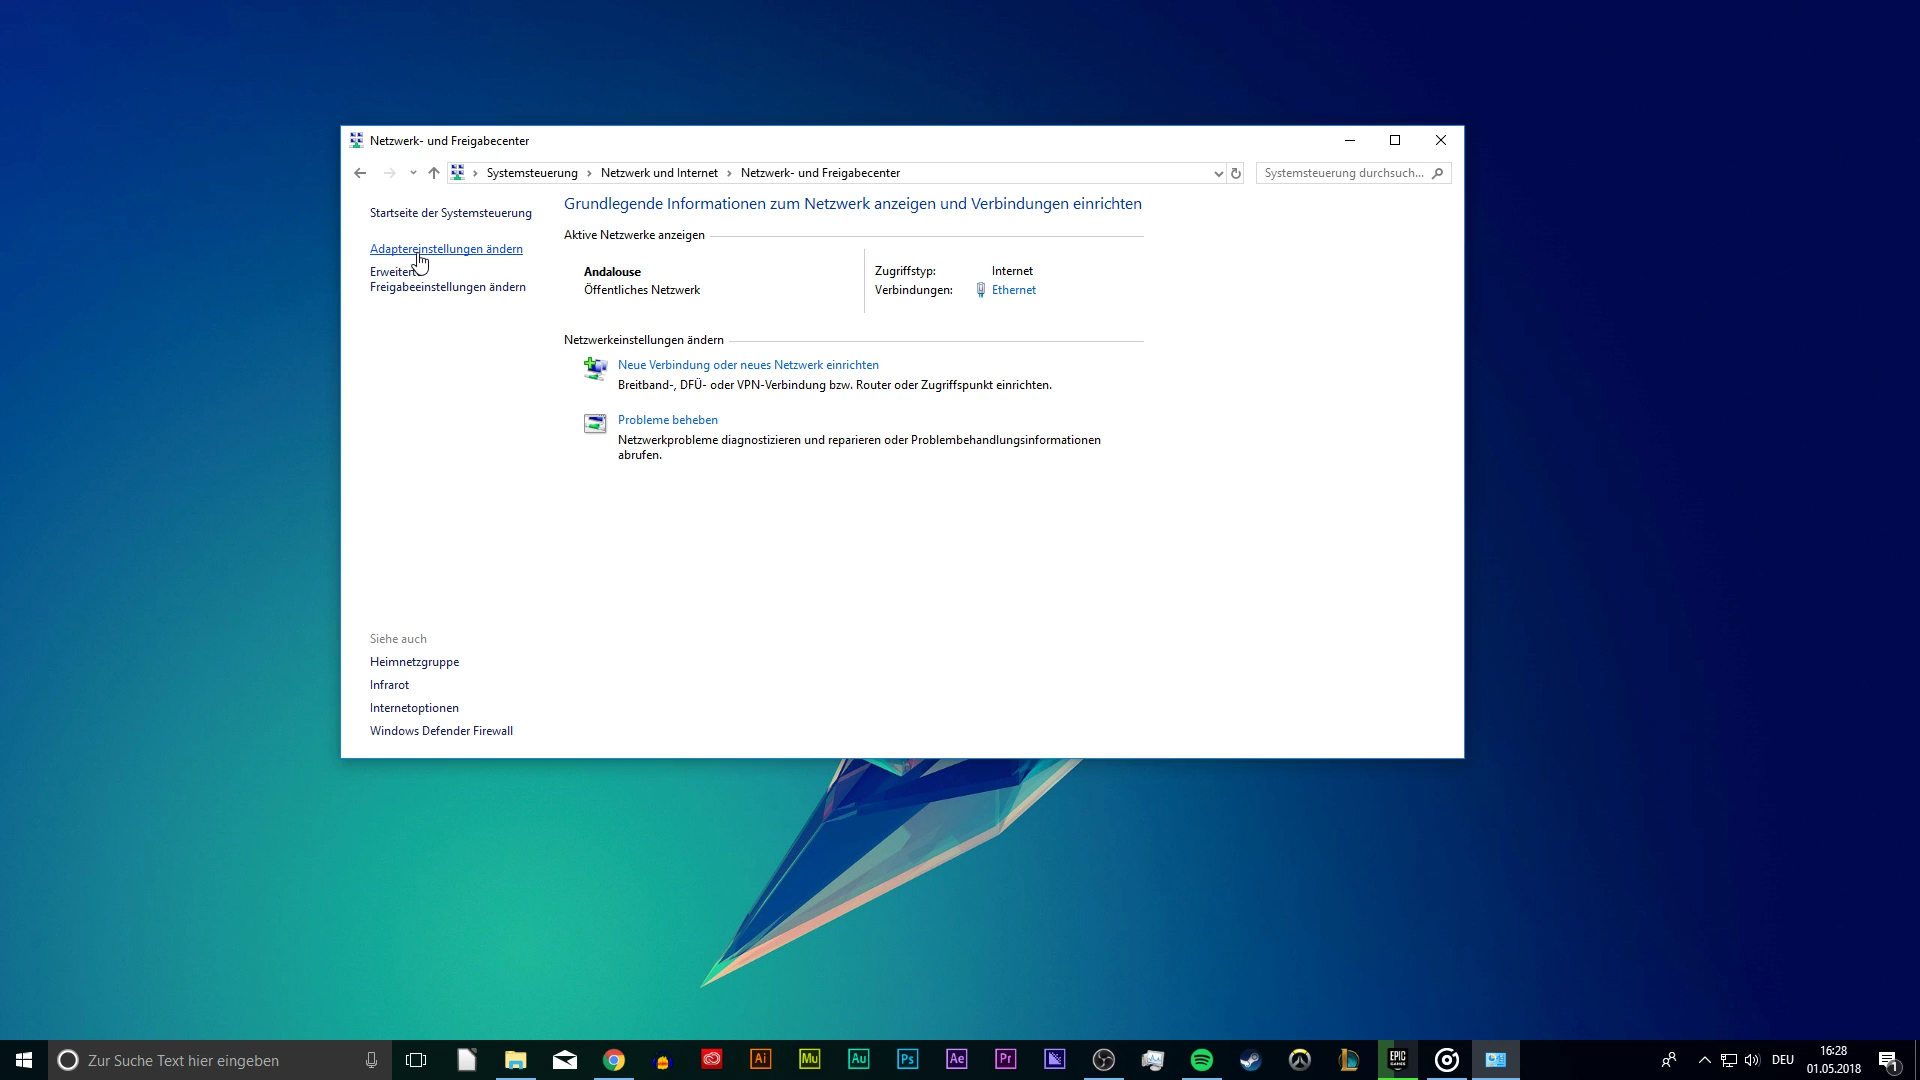 Netzwerk- und Freigabecenter
Systemsteuerung › Netzwerk und Internet › Netzwerk- und Freigabecenter
Systemsteuerung durchsuch...
Startseite der Systemsteuerung
Adaptereinstellungen ändern
Erweiterte
Freigabeeinstellungen ändern
Grundlegende Informationen zum Netzwerk anzeigen und Verbindungen einrichten
Aktive Netzwerke anzeigen
Andalouse
Öffentliches Netzwerk
Zugriffstyp: Internet
Verbindungen: Ethernet
Netzwerkeinstellungen ändern
Neue Verbindung oder neues Netzwerk einrichten
Breitband-, DFÜ- oder VPN-Verbindung bzw. Router oder Zugriffspunkt einrichten.
Probleme beheben
Netzwerkprobleme diagnostizieren und reparieren oder Problembehandlungsinformationen
abrufen.
Siehe auch
Heimnetzgruppe
Infrarot
Internetoptionen
Windows Defender Firewall
Zur Suche Text hier eingeben
Ai
Mu
Au
Ps
Ae
Pr
EPIC
GAMES
DEU
16:28
01.05.2018
1